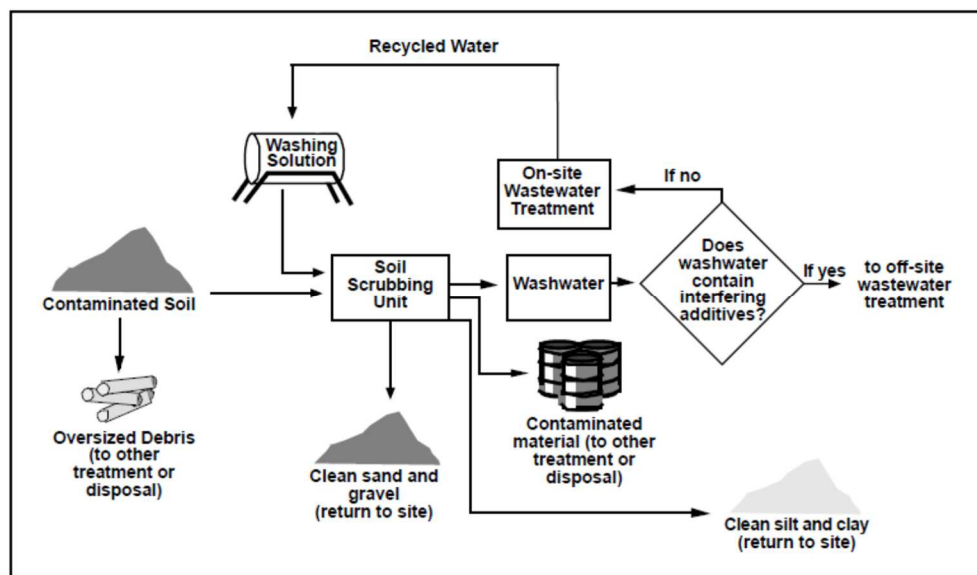 Recycled Water
Washing
Solution
On-site
Wastewater
Treatment
If no
Does
washwater
contain
interfering
additives?
If yes
to off-site
wastewater
treatment
Contaminated Soil
Soil
Scrubbing
Unit
Washwater
Oversized Debris
(to other
treatment or
disposal)
Clean sand and
gravel
(return to site)
Contaminated
material (to other
treatment or
disposal)
Clean silt and clay
(return to site)